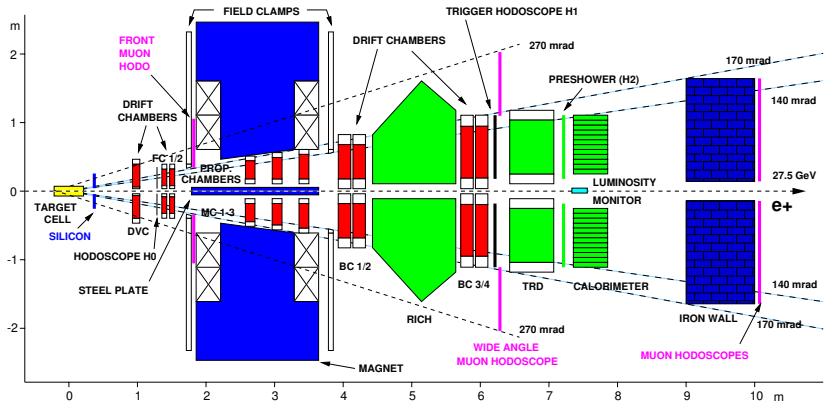 m
FIELD CLAMPS
TRIGGER HODOSCOPE H1
FRONT
MUON
HODO
DRIFT CHAMBERS
270 mrad
170 mrad
PRESHOWER (H2)
2
140 mrad
DRIFT
CHAMBERS
1
FC 1/2
PROP.
CHAMBERS
27.5 GeV
0
LUMINOSITY
MONITOR
e+
TARGET
CELL
SILICON
DVC
MC 1-3
HODOSCOPE H0
STEEL PLATE
-1
BC 1/2
BC 3/4
TRD
CALORIMETER
140 mrad
RICH
IRON WALL
170 mrad
-2
270 mrad
WIDE ANGLE
MUON HODOSCOPE
MUON HODOSCOPES
MAGNET
m
0 1 2 3 4 5 6 7 8 9 10 m